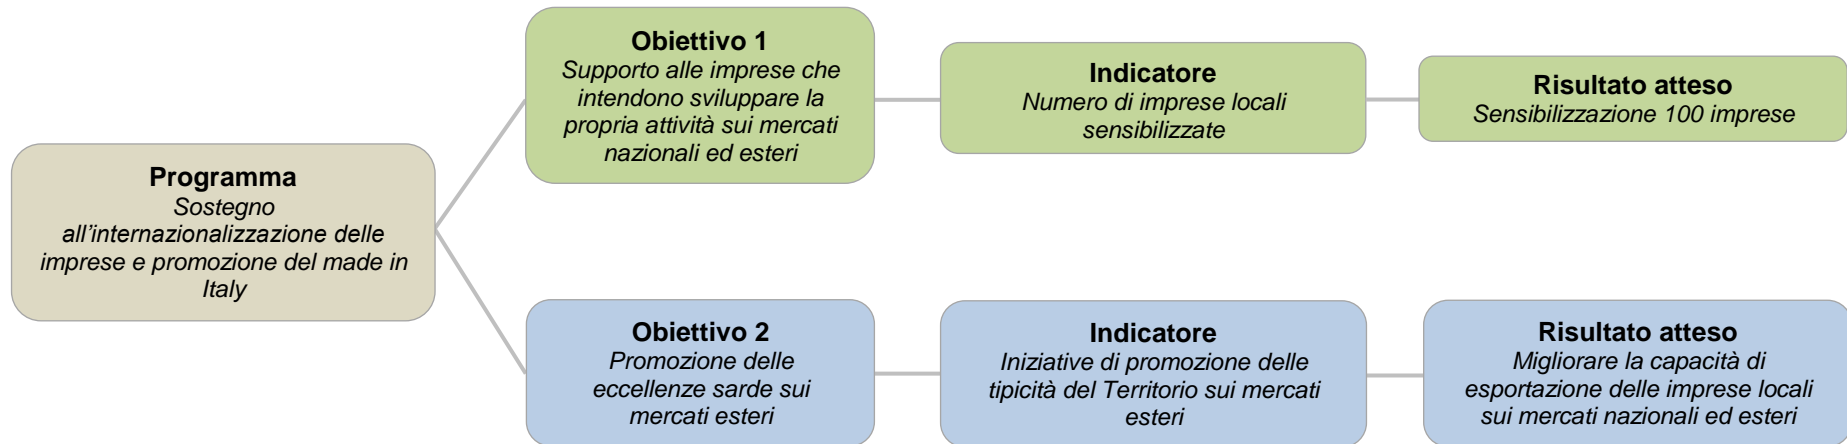 Programma
Sostegno
all’internazionalizzazione delle
imprese e promozione del made in
Italy
Obiettivo 1
Supporto alle imprese che
intendono sviluppare la
propria attività sui mercati
nazionali ed esteri
Indicatore
Numero di imprese locali
sensibilizzate
Risultato atteso
Sensibilizzazione 100 imprese
Obiettivo 2
Promozione delle
eccellenze sarde sui
mercati esteri
Indicatore
Iniziative di promozione delle
tipicità del Territorio sui mercati
esteri
Risultato atteso
Migliorare la capacità di
esportazione delle imprese locali
sui mercati nazionali ed esteri